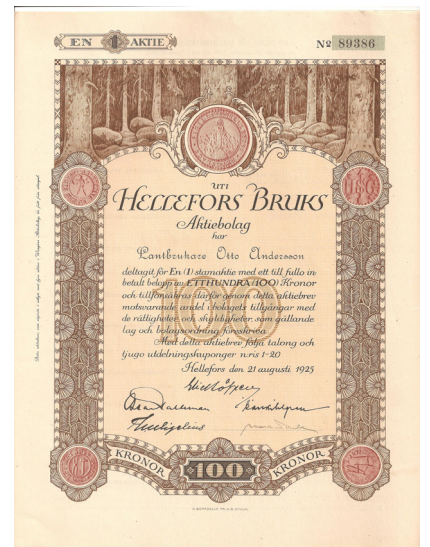 EN 1 AKTIE
Nº 89386
UTI
HELLEFORS BRUKS
Aktiebolag
har
Lantbrukare Otto Andersson
deltagit för En (1) stamaktie med ett till fullo in-
betalt belopp av ETTHUNDRA (100) Kronor
och tillförsäkras därför genom detta aktiebrev
motsvarande andel i bolagets tillgångar med
de rättigheter och skyldigheter, som gällande
lag och bolagsordning föreskriva.
Med detta aktiebrev följa talong och
tjugo utdelningskuponger n:ris 1-20
Hellefors den 21 augusti 1925
100
KRONOR
100
KRONOR